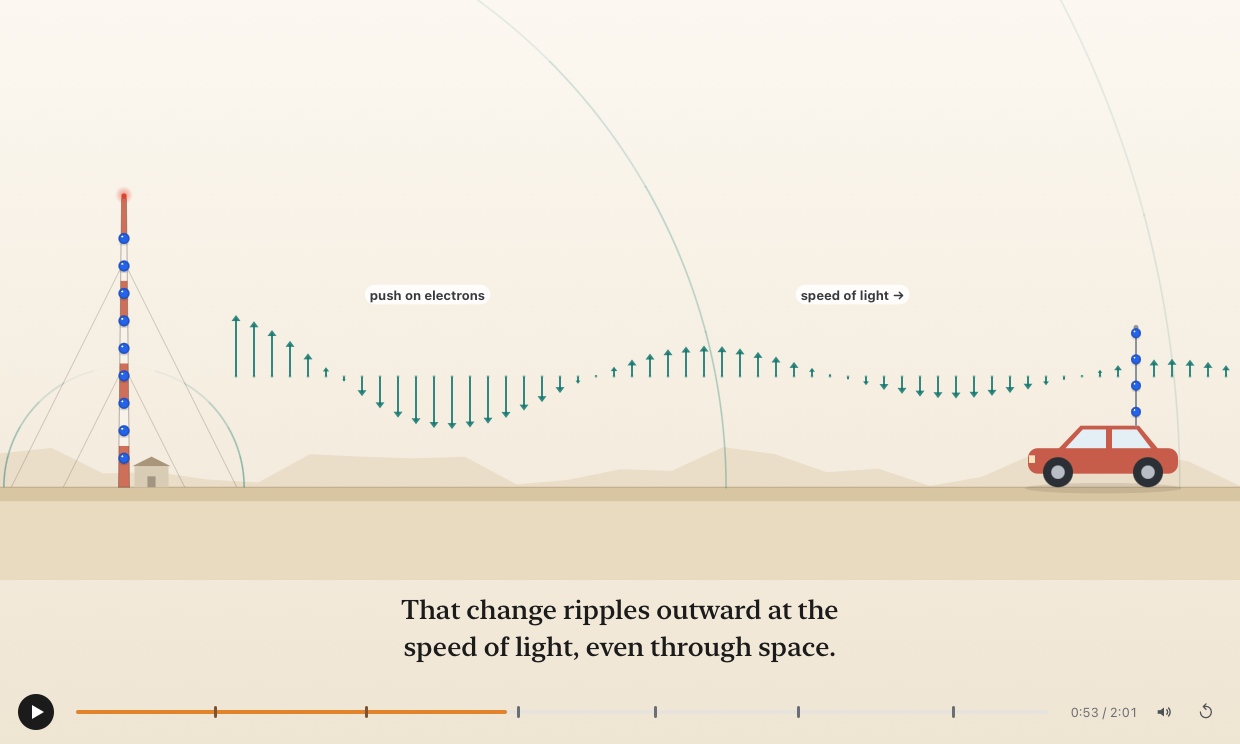 push on electrons
speed of light →
That change ripples outward at the
speed of light, even through space.
0:53 / 2:01